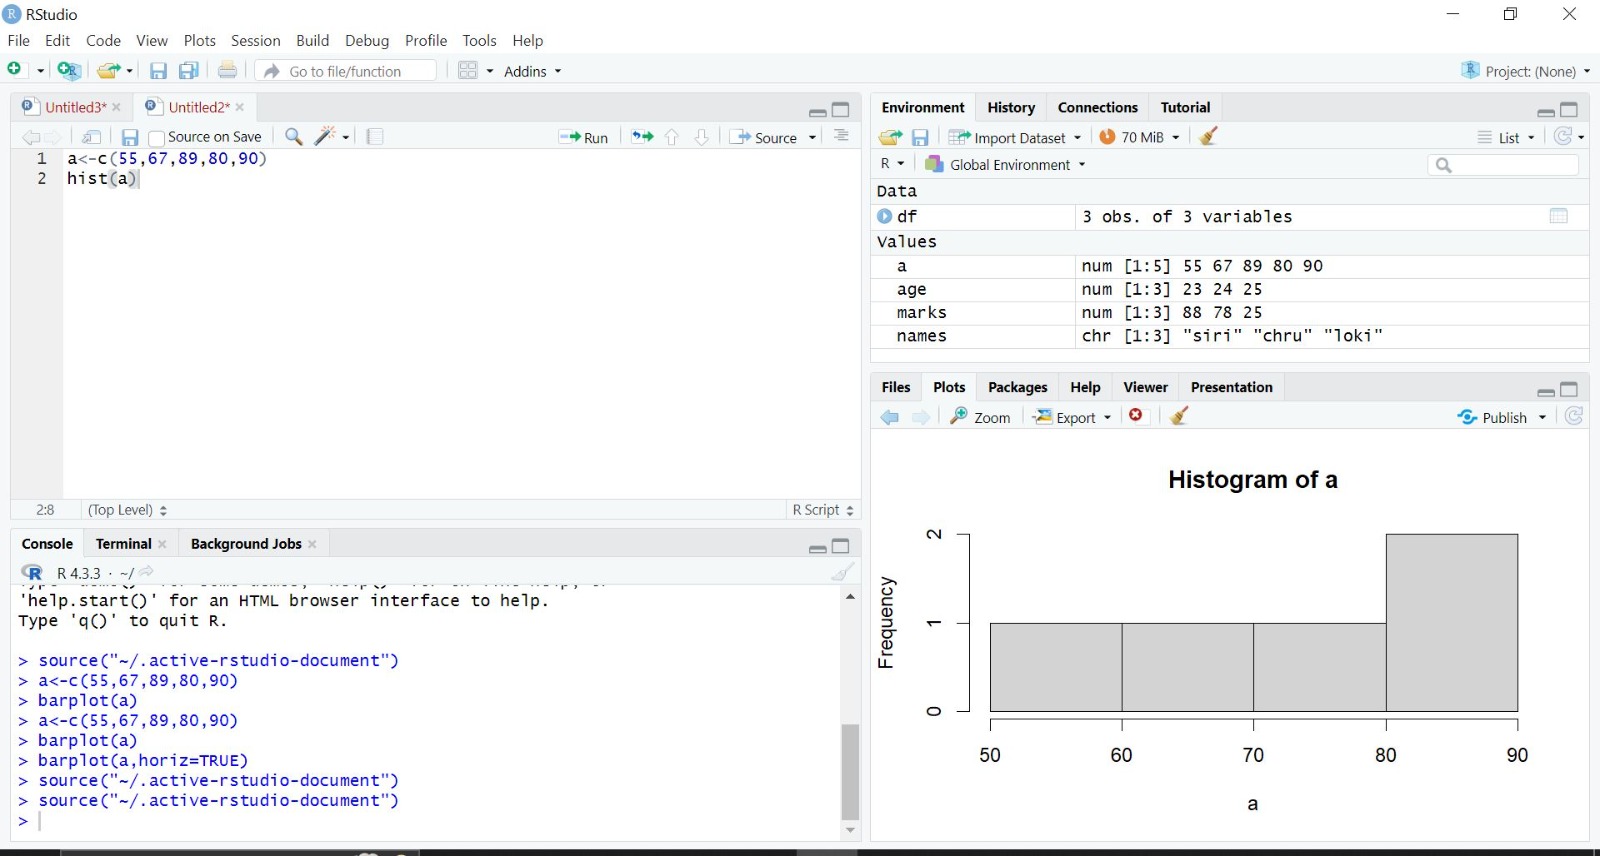 RStudio
File Edit Code View Plots Session Build Debug Profile Tools Help
Go to file/function Addins Project: (None)
Untitled3* Untitled2*
Source on Save Run Source
1 a<-c(55,67,89,80,90)
2 hist(a)
2:8 (Top Level) R Script
Console Terminal Background Jobs
R 4.3.3 · ~/
'help.start()' for an HTML browser interface to help.
Type 'q()' to quit R.
> source("~/.active-rstudio-document")
> a<-c(55,67,89,80,90)
> barplot(a)
> a<-c(55,67,89,80,90)
> barplot(a)
> barplot(a,horiz=TRUE)
> source("~/.active-rstudio-document")
> source("~/.active-rstudio-document")
>
Environment History Connections Tutorial
Import Dataset 70 MiB List
R Global Environment
Data
df 3 obs. of 3 variables
Values
a num [1:5] 55 67 89 80 90
age num [1:3] 23 24 25
marks num [1:3] 88 78 25
names chr [1:3] "siri" "chru" "loki"
Files Plots Packages Help Viewer Presentation
Zoom Export Publish
Histogram of a
Frequency
2
1
0
50 60 70 80 90
a